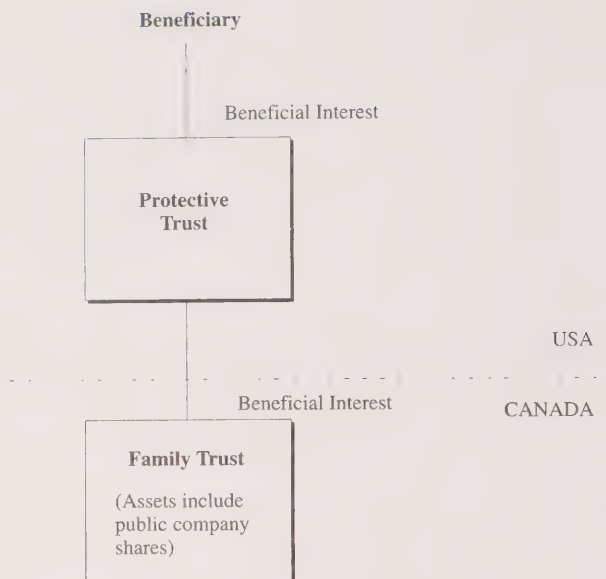 Beneficiary
Beneficial Interest
Protective
Trust
USA
Beneficial Interest
CANADA
Family Trust
(Assets include
public company
shares)